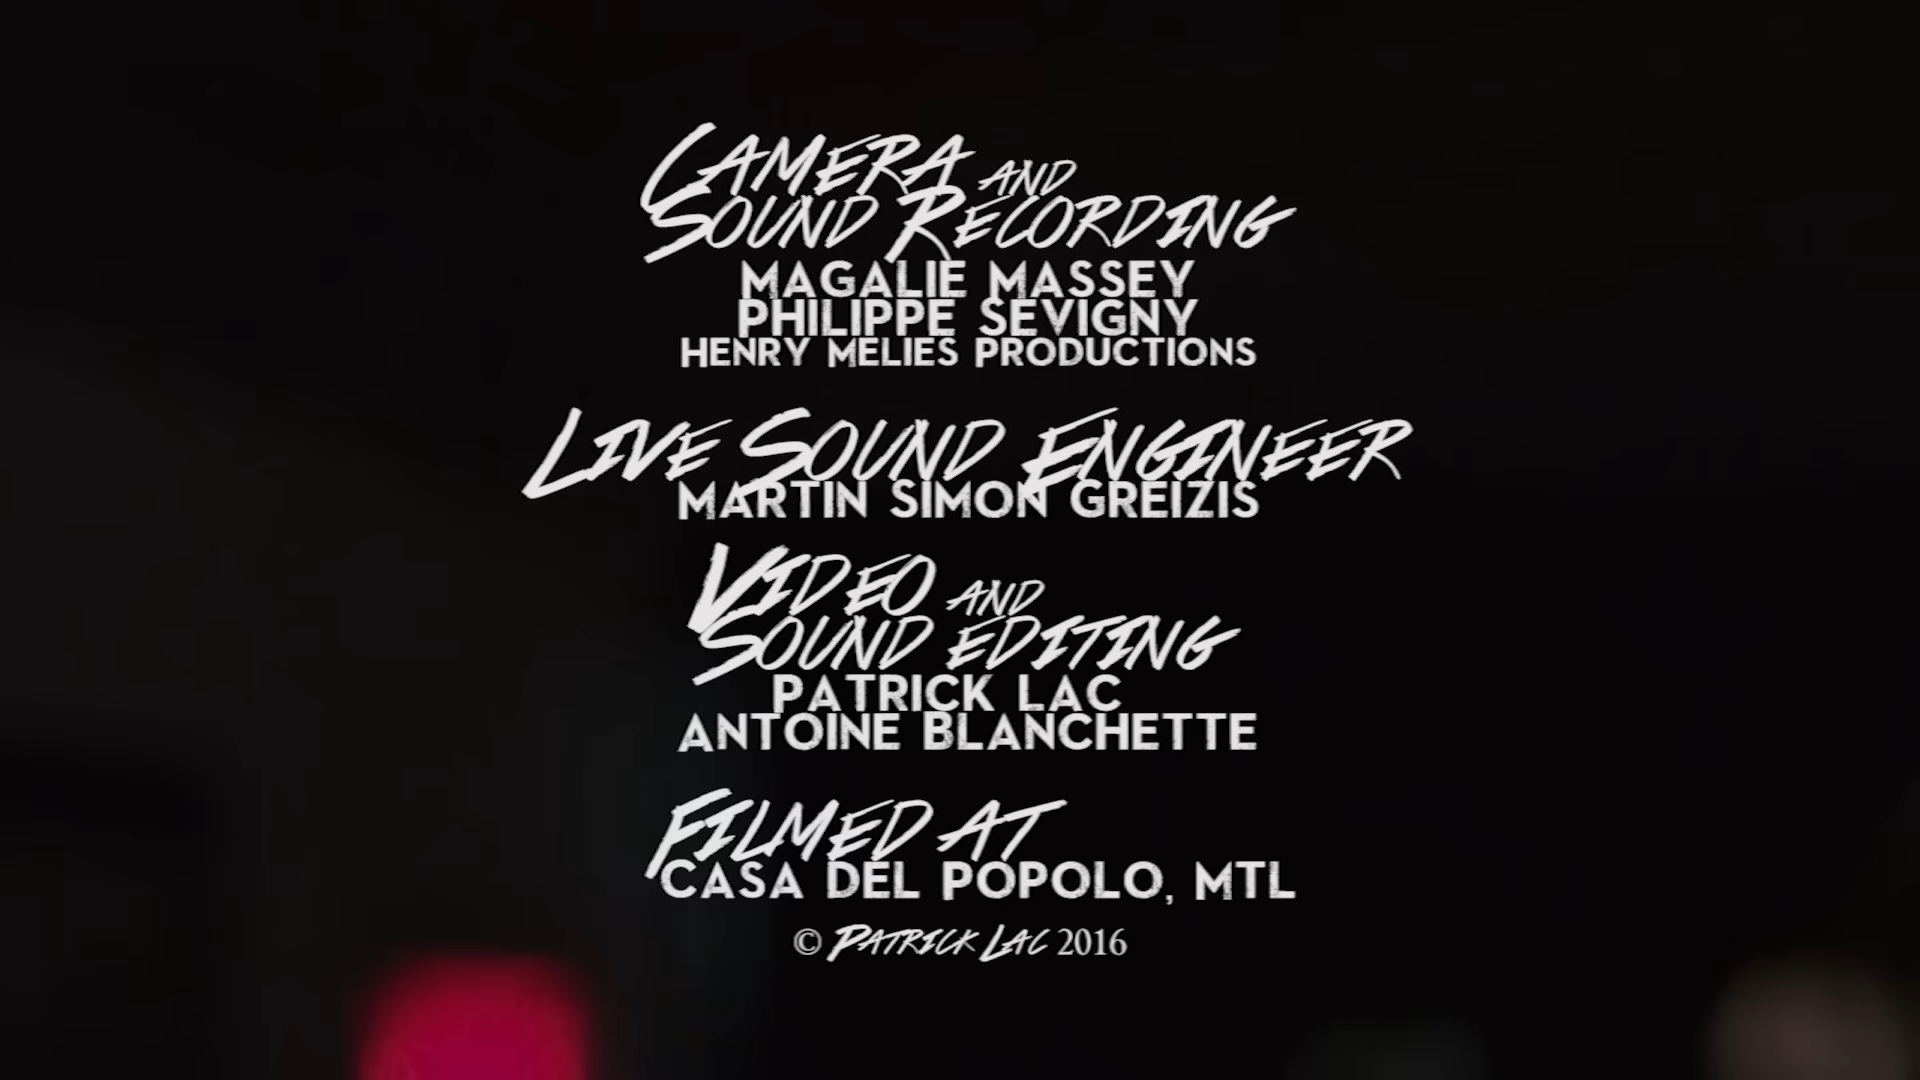 CAMERA AND
SOUND RECORDING
MAGALIE MASSEY
PHILIPPE SEVIGNY
HENRY MELIES PRODUCTIONS
LIVE SOUND ENGINEER
MARTIN SIMON GREIZIS
VIDEO AND
SOUND EDITING
PATRICK LAC
ANTOINE BLANCHETTE
FILMED AT
CASA DEL POPOLO, MTL
© PATRICK LAC 2016